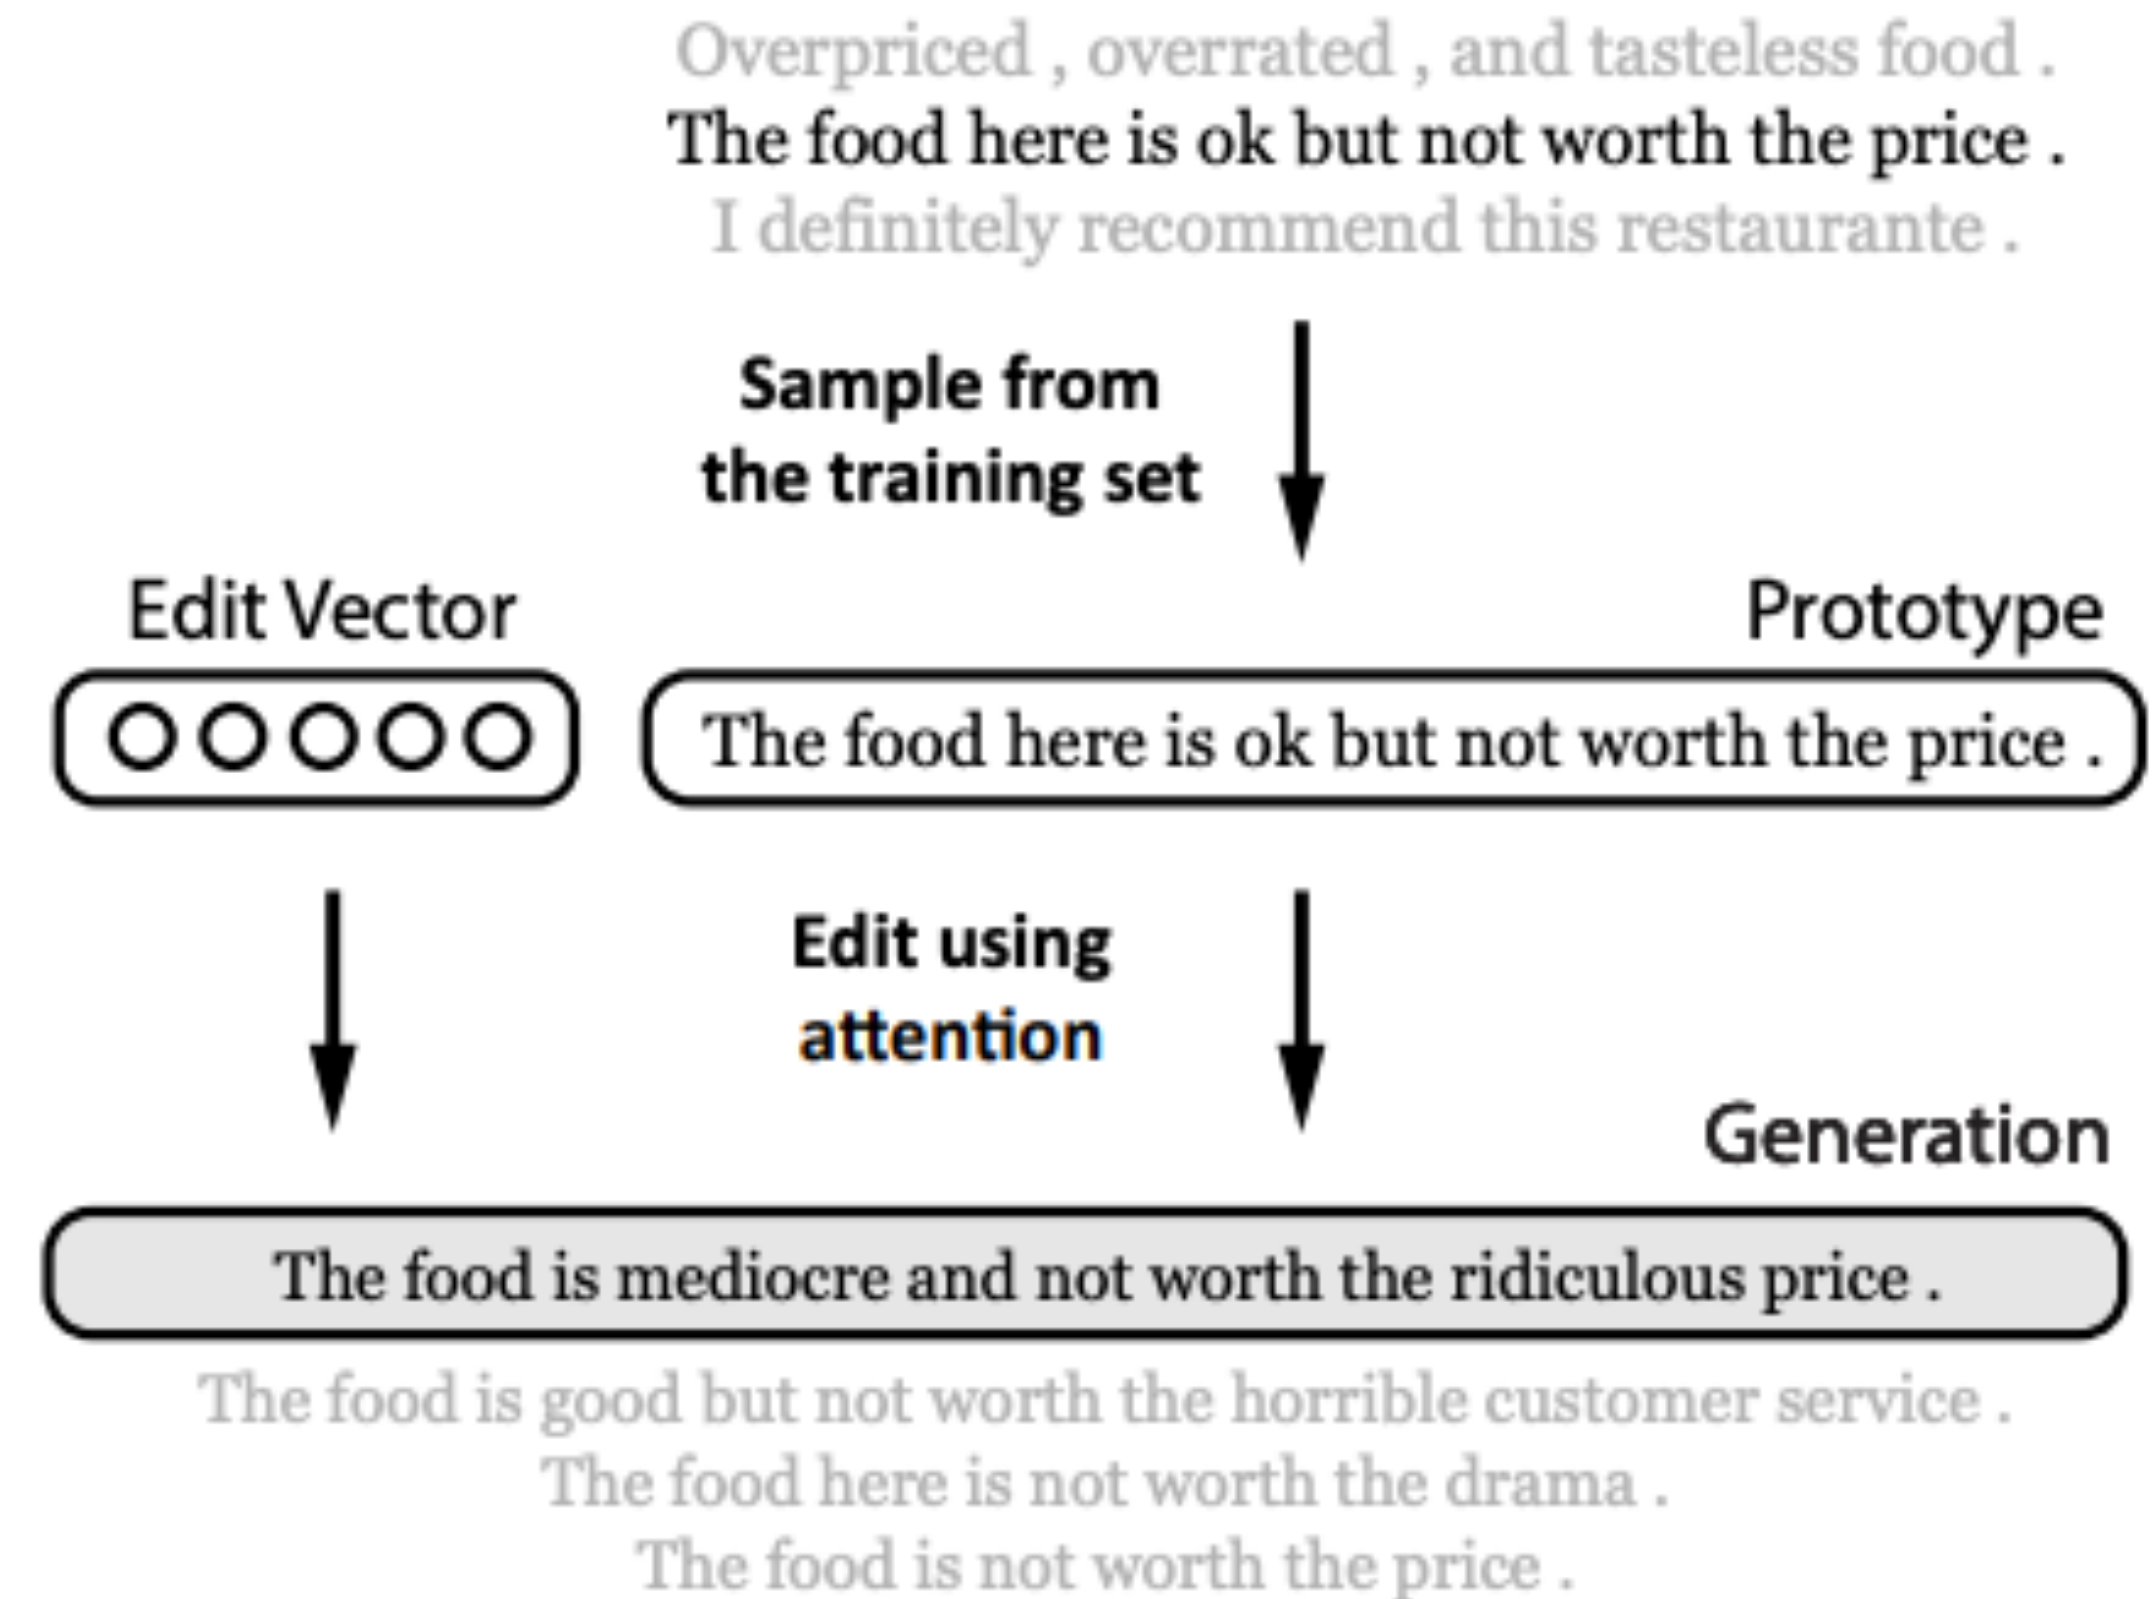 Overpriced , overrated , and tasteless food .
The food here is ok but not worth the price .
I definitely recommend this restaurante .
Sample from
the training set
Edit Vector
Prototype
The food here is ok but not worth the price .
Edit using
attention
Generation
The food is mediocre and not worth the ridiculous price .
The food is good but not worth the horrible customer service .
The food here is not worth the drama .
The food is not worth the price .